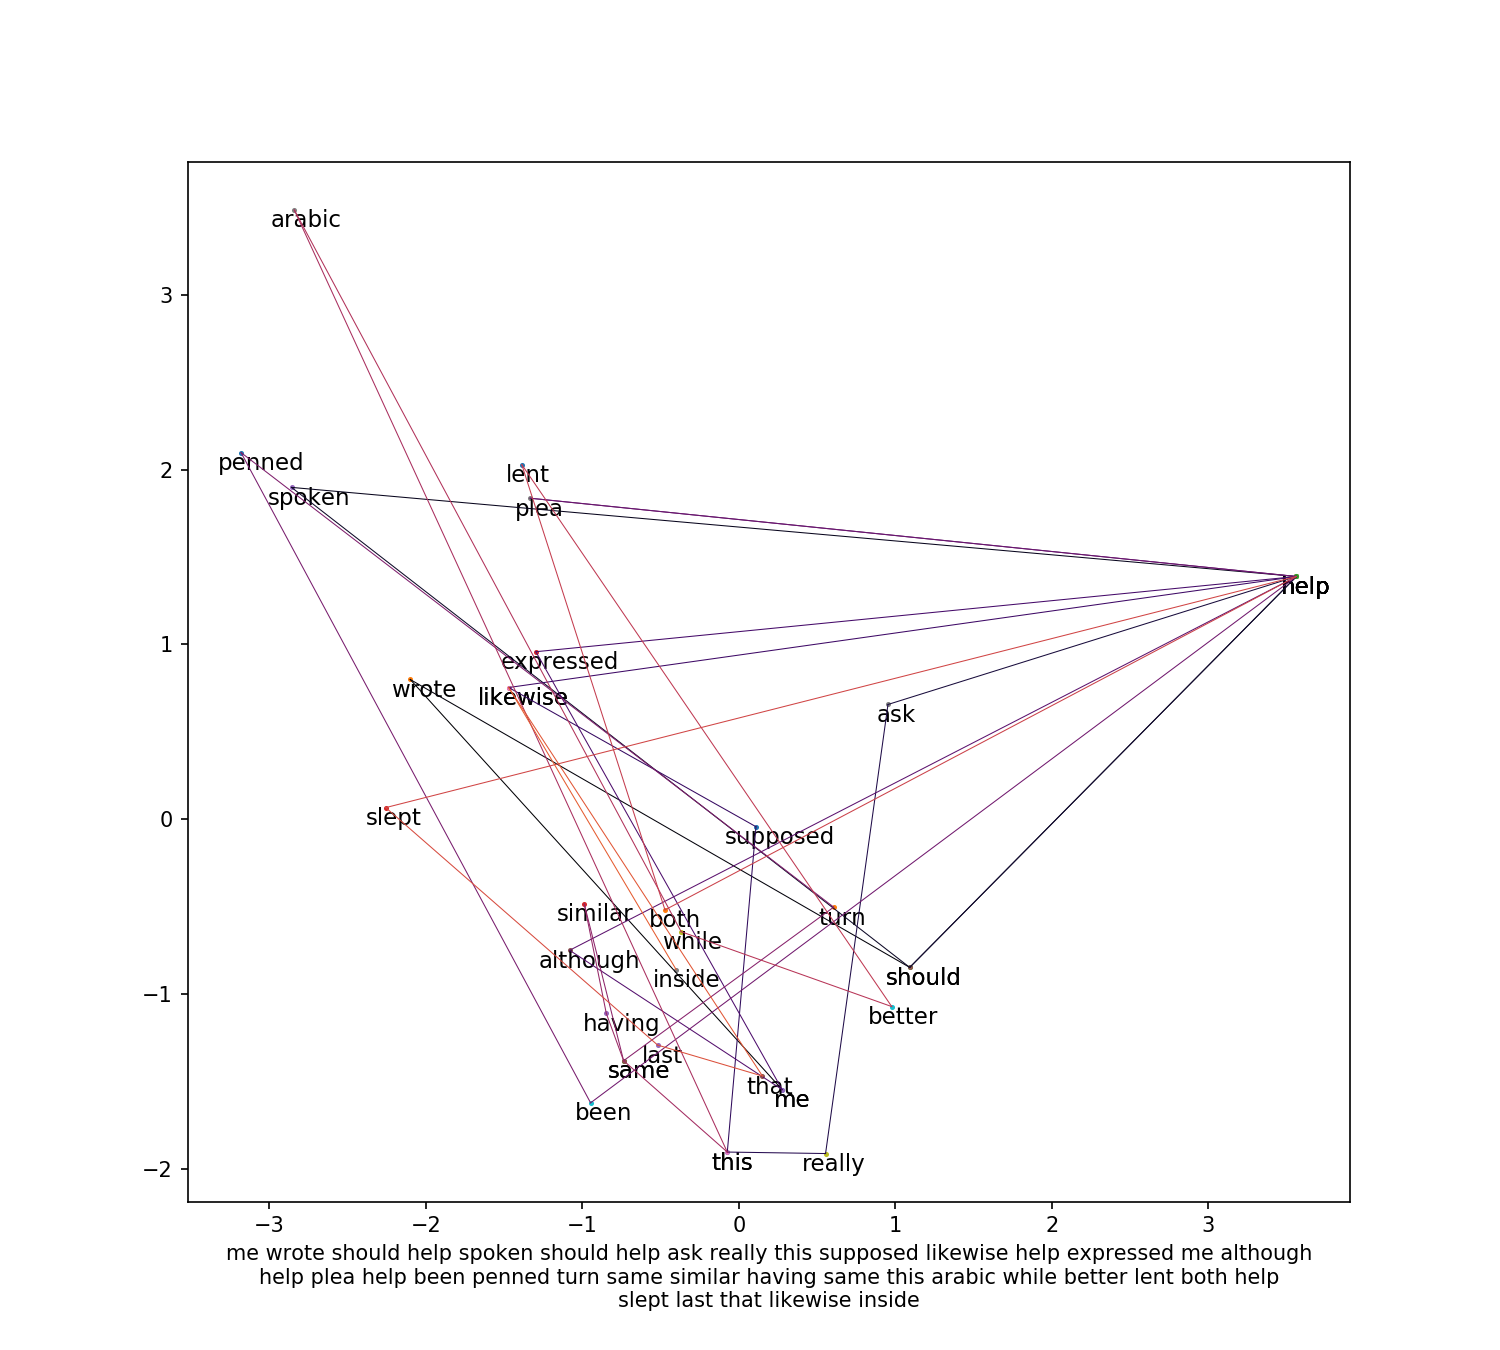 arabic
penned
lent
spoken
plea
help
expressed
wrote
likewise
ask
slept
supposed
similar
both
turn
while
although
inside
should
having
better
last
same
that
me
been
this
really
3
2
1
0
−1
−2
−3 −2 −1 0 1 2 3
me wrote should help spoken should help ask really this supposed likewise help expressed me although
help plea help been penned turn same similar having same this arabic while better lent both help
slept last that likewise inside